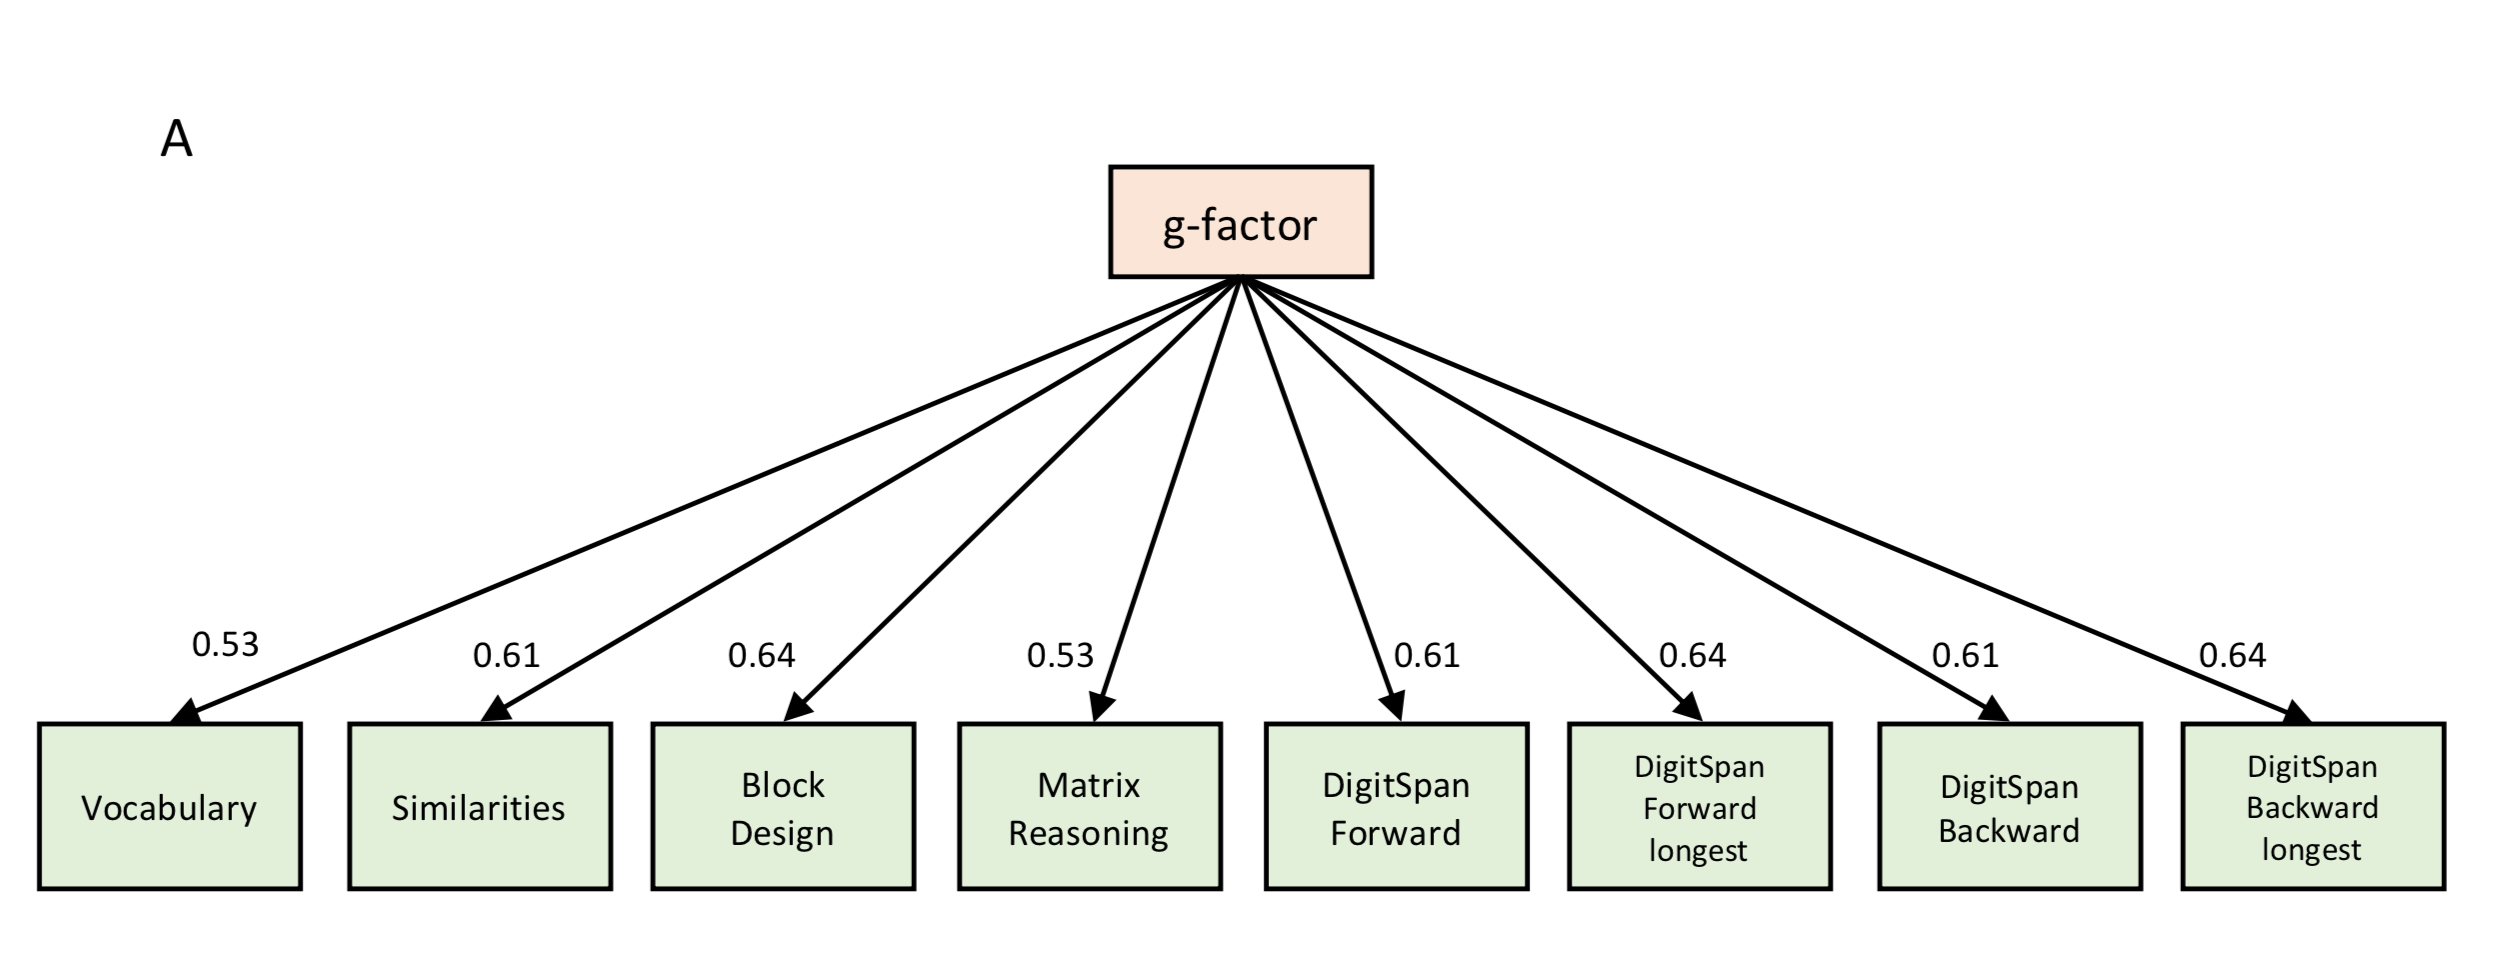 A
g-factor
0.53
0.61
0.64
0.53
0.61
0.64
0.61
0.64
Vocabulary
Similarities
Block
Design
Matrix
Reasoning
DigitSpan
Forward
DigitSpan
Forward
longest
DigitSpan
Backward
DigitSpan
Backward
longest